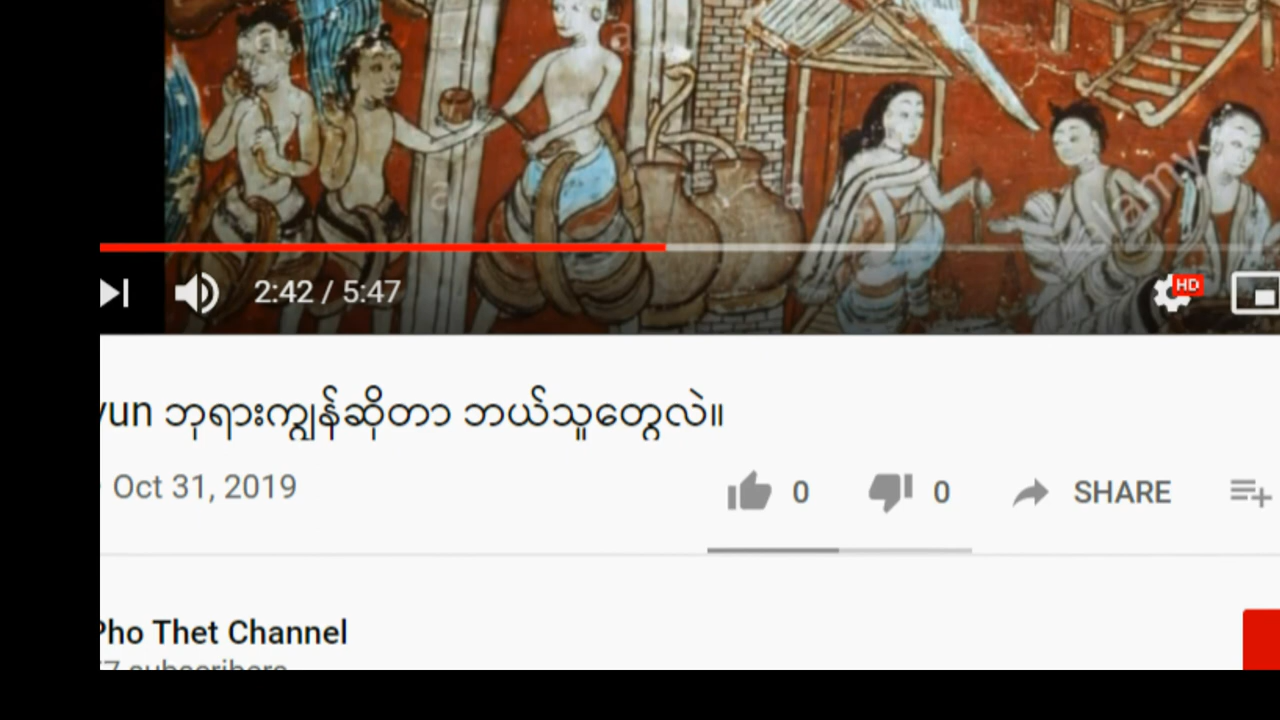 alamy
a
a
a
2:42 / 5:47
HD
ဘုရားကျွန်ဆိုတာ ဘယ်သူတွေလဲ။
Oct 31, 2019
0 0 SHARE
Pho Thet Channel